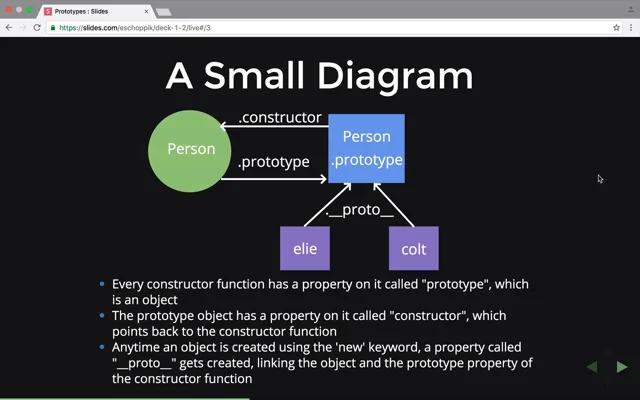 Prototypes : Slides
https://slides.com/eschoppik/deck-1-2/live#/3
A Small Diagram
.constructor
Person
Person
.prototype
.prototype
.__proto__
elie
colt
Every constructor function has a property on it called "prototype", which
is an object
The prototype object has a property on it called "constructor", which
points back to the constructor function
Anytime an object is created using the 'new' keyword, a property called
"__proto__" gets created, linking the object and the prototype property of
the constructor function